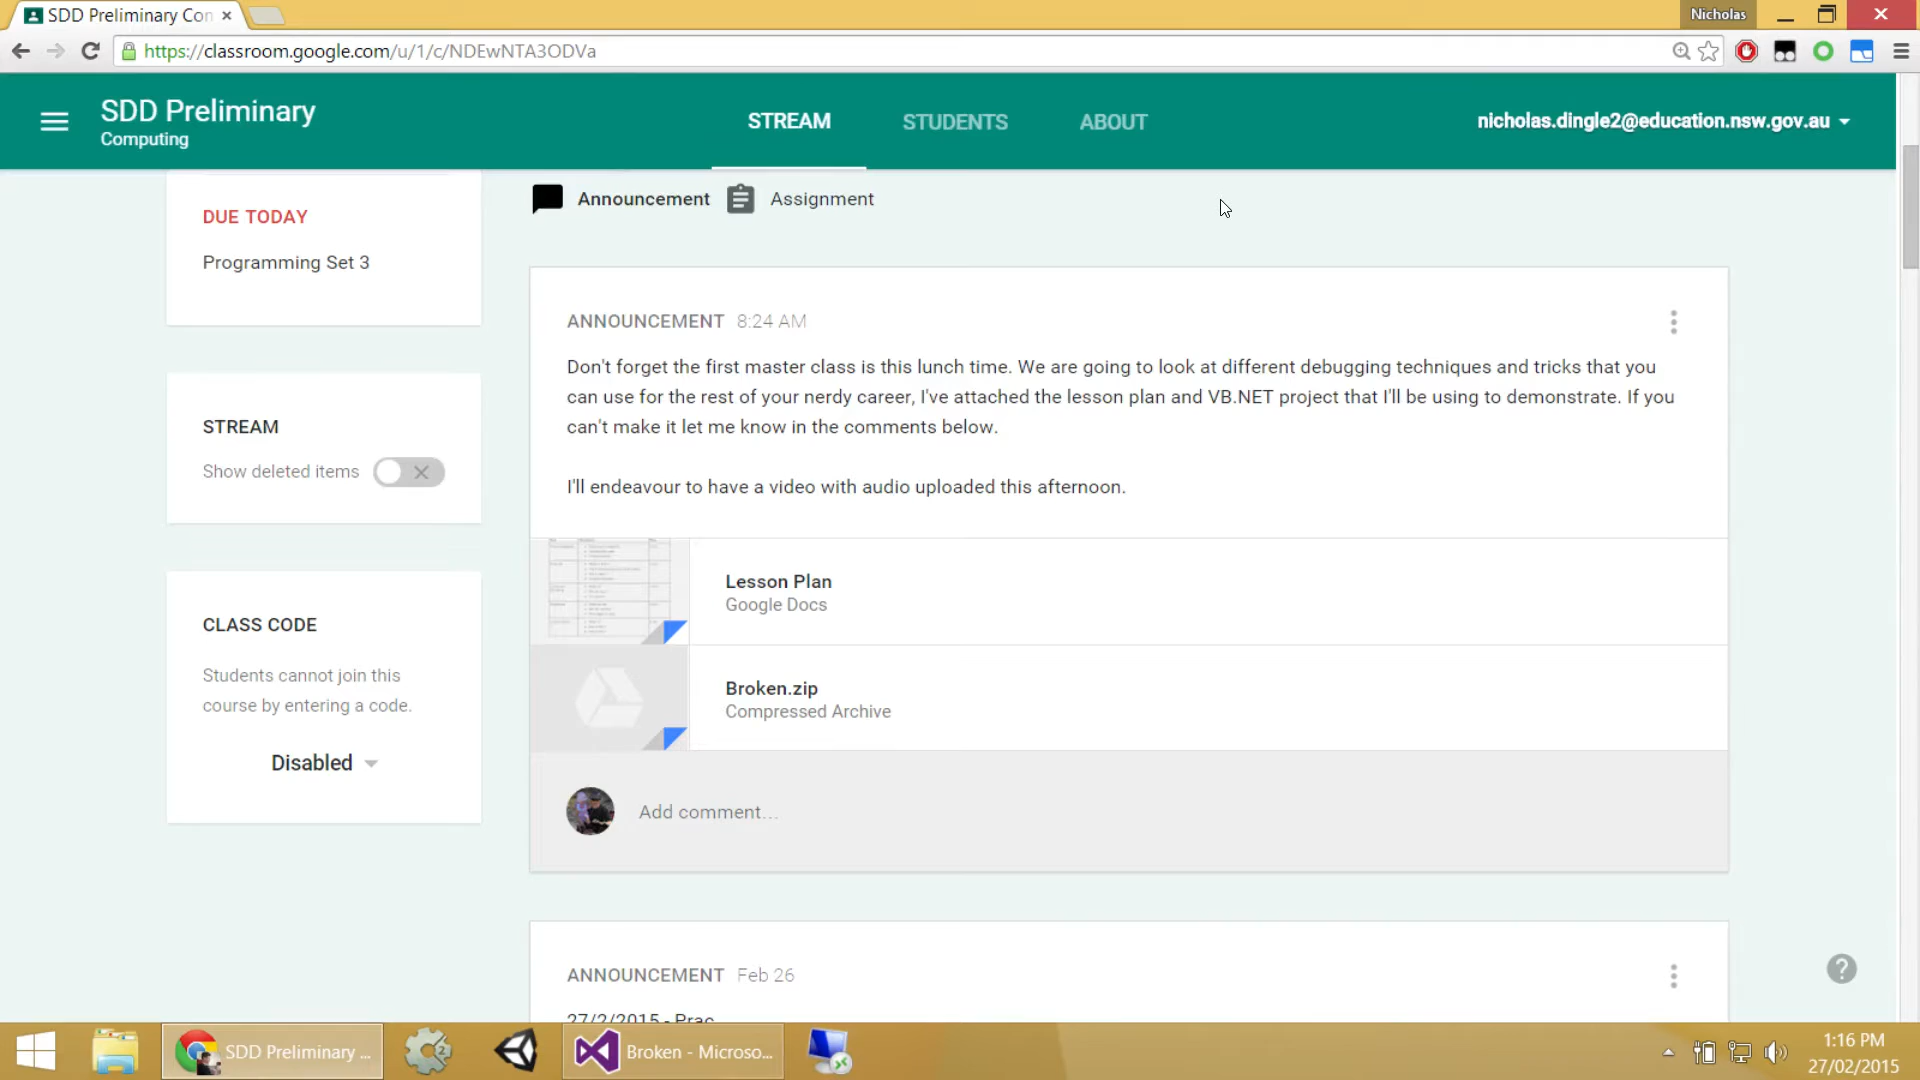 SDD Preliminary Con
Nicholas
https://classroom.google.com/u/1/c/NDEwNTA3ODVa
SDD Preliminary
Computing
STREAM
STUDENTS
ABOUT
nicholas.dingle2@education.nsw.gov.au
DUE TODAY
Programming Set 3
STREAM
Show deleted items
CLASS CODE
Students cannot join this
course by entering a code.
Disabled
Announcement
Assignment
ANNOUNCEMENT 8:24 AM
Don't forget the first master class is this lunch time. We are going to look at different debugging techniques and tricks that you
can use for the rest of your nerdy career, I've attached the lesson plan and VB.NET project that I'll be using to demonstrate. If you
can't make it let me know in the comments below.
I'll endeavour to have a video with audio uploaded this afternoon.
Lesson Plan
Google Docs
Broken.zip
Compressed Archive
Add comment...
ANNOUNCEMENT Feb 26
27/2/2015 - Prac
SDD Preliminary ...
Broken - Microso...
1:16 PM
27/02/2015